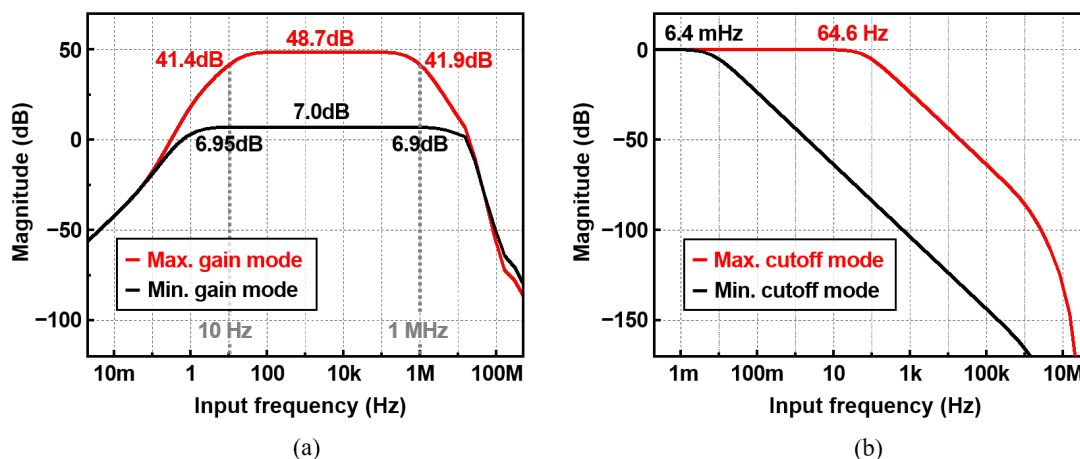 50
0
−50
−100
Magnitude (dB)
41.4dB
48.7dB
41.9dB
7.0dB
6.95dB
6.9dB
Max. gain mode
Min. gain mode
10 Hz
1 MHz
10m
1
100
10k
1M
100M
Input frequency (Hz)
(a)
0
−50
−100
−150
Magnitude (dB)
6.4 mHz
64.6 Hz
Max. cutoff mode
Min. cutoff mode
1m
100m
10
1k
100k
10M
Input frequency (Hz)
(b)